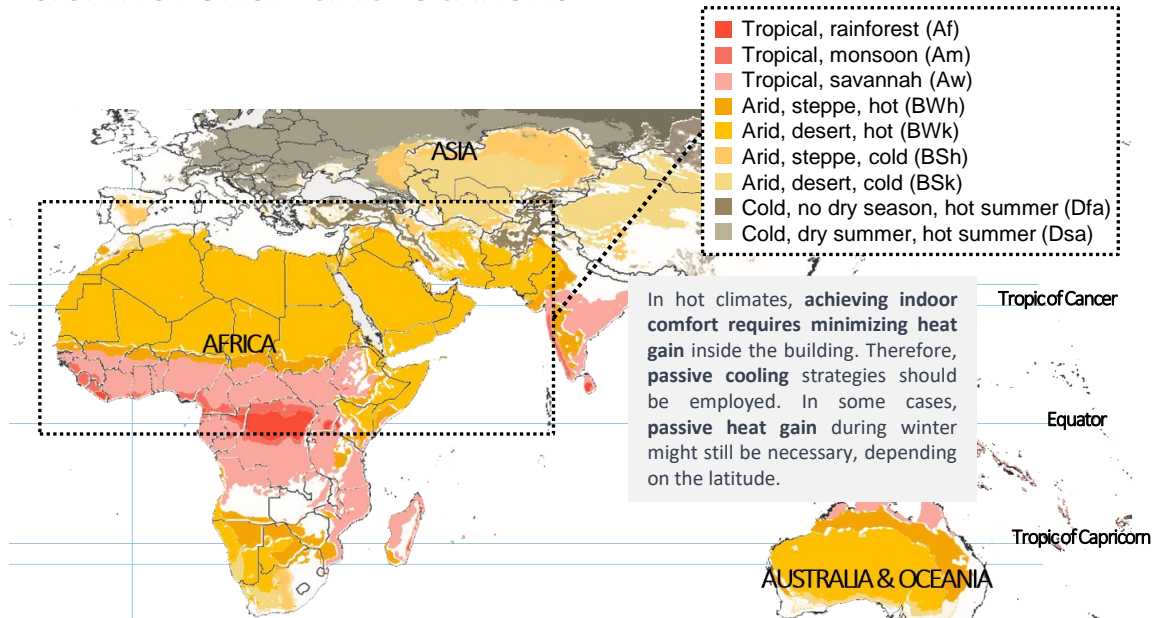 Tropical, rainforest (Af)
Tropical, monsoon (Am)
Tropical, savannah (Aw)
Arid, steppe, hot (BWh)
Arid, desert, hot (BWk)
Arid, steppe, cold (BSh)
Arid, desert, cold (BSk)
Cold, no dry season, hot summer (Dfa)
Cold, dry summer, hot summer (Dsa)
ASIA
In hot climates, achieving indoor
comfort requires minimizing heat
gain inside the building. Therefore,
passive cooling strategies should
be employed. In some cases,
passive heat gain during winter
might still be necessary, depending
on the latitude.
Tropic of Cancer
AFRICA
Equator
Tropic of Capricorn
AUSTRALIA & OCEANIA